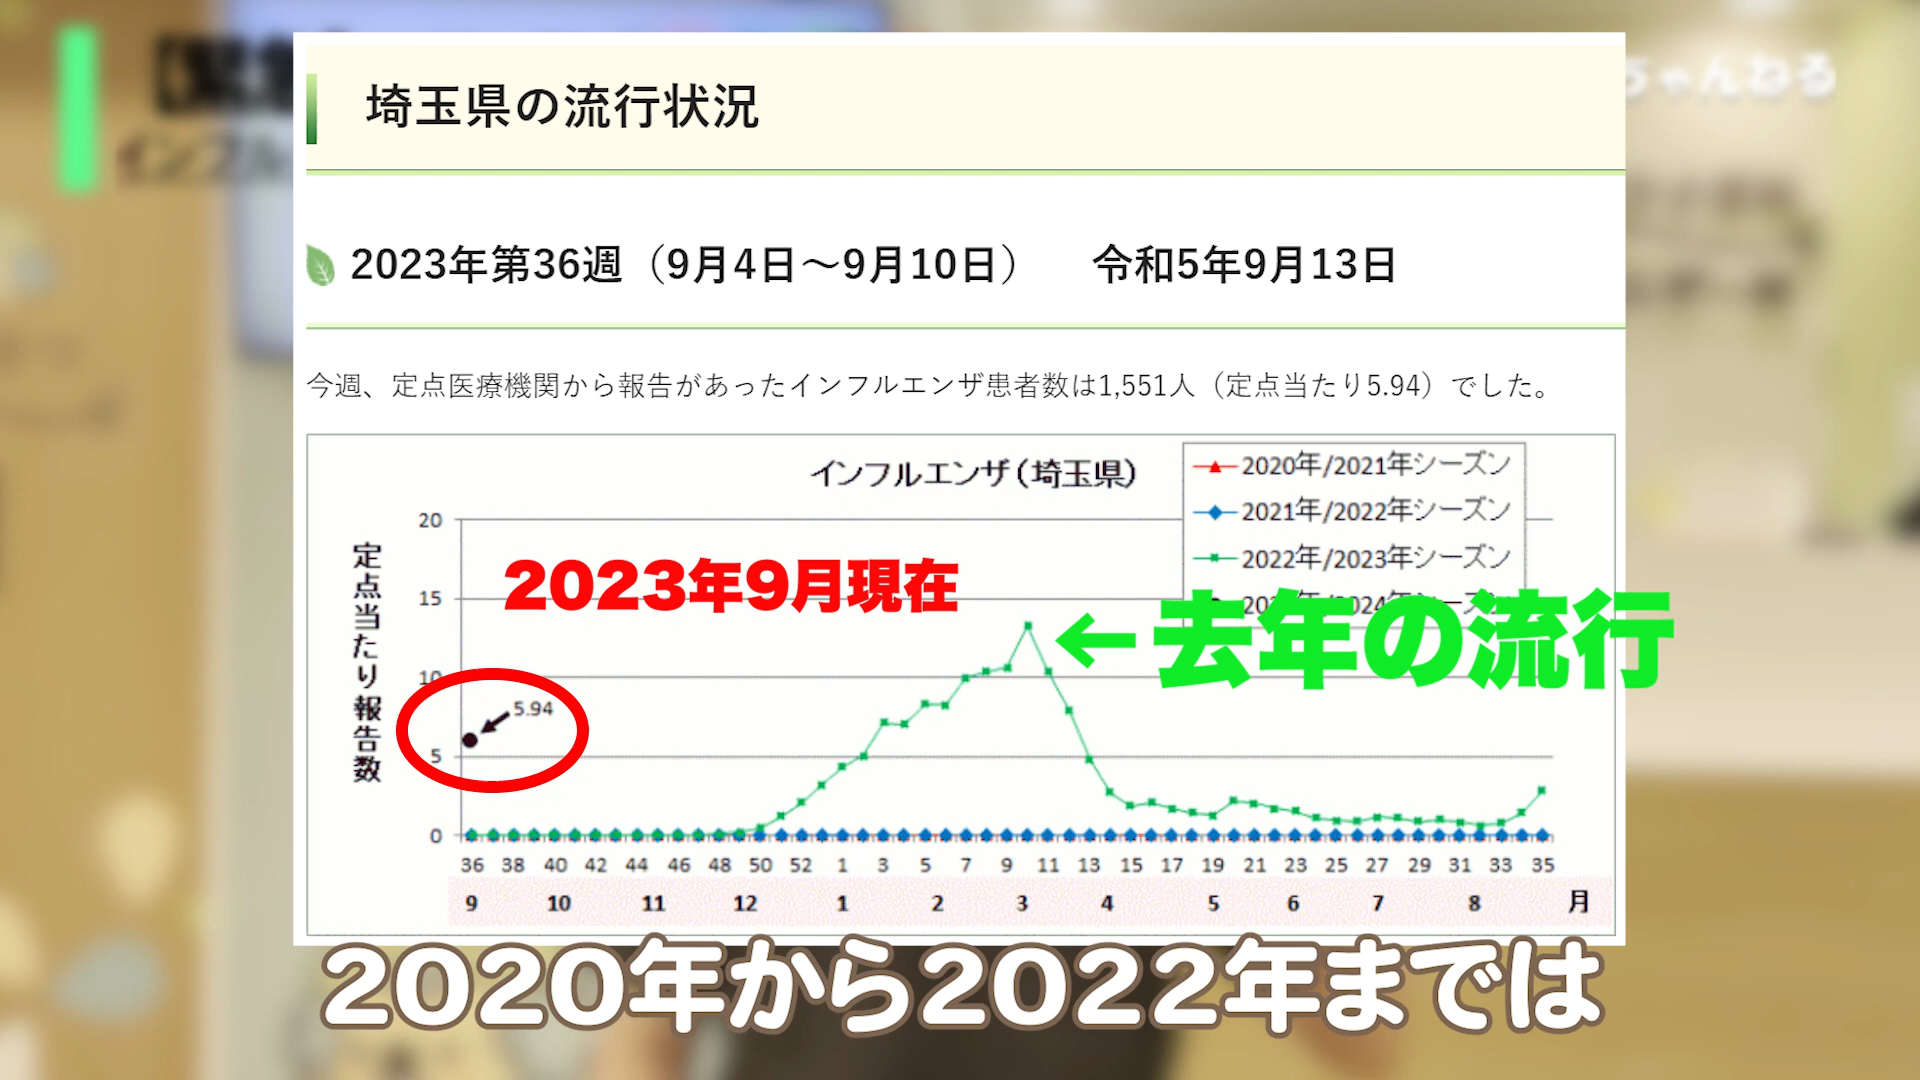 インフル
ちゃんねる
埼玉県の流行状況
2023年第36週（9月4日～9月10日） 令和5年9月13日
今週、定点医療機関から報告があったインフルエンザ患者数は1,551人（定点当たり5.94）でした。
インフルエンザ（埼玉県）
2020年/2021年シーズン
2021年/2022年シーズン
2022年/2023年シーズン
定点当たり報告数
20
15
10
5
0
2023年9月現在
←去年の流行
5.94
36 38 40 42 44 46 48 50 52 1 3 5 7 9 11 13 15 17 19 21 23 25 27 29 31 33 35
9 10 11 12 1 2 3 4 5 6 7 8 月
2020年から2022年までは